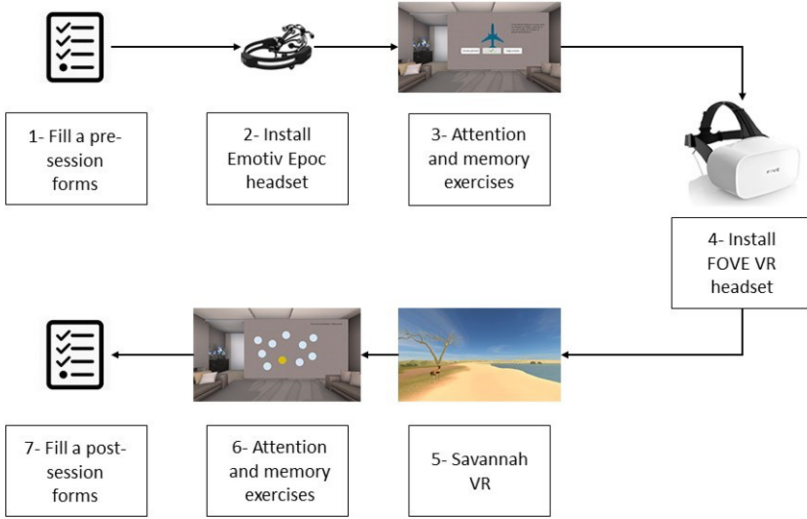 1- Fill a pre-
session
forms
2- Install
Emotiv Epoc
headset
3- Attention
and memory
exercises
FOVE
4- Install
FOVE VR
headset
7- Fill a post-
session
forms
6- Attention
and memory
exercises
5- Savannah
VR